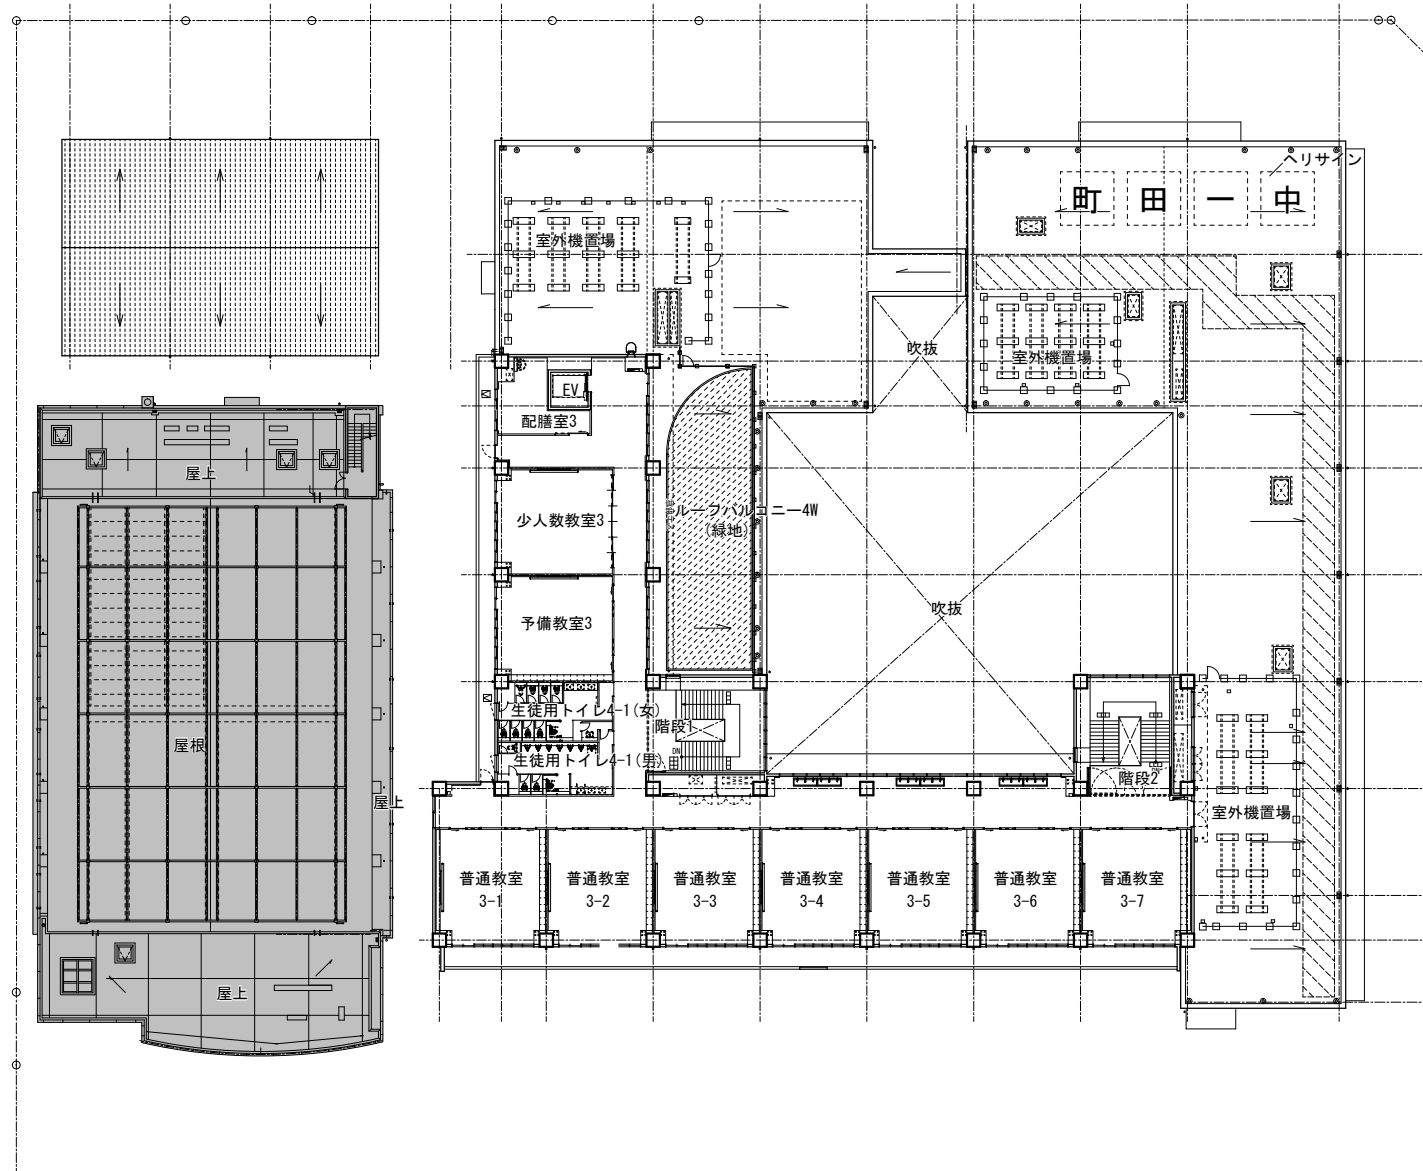 ヘリサイン
町 田 一 中
室外機置場
吹抜
室外機置場
EV
配膳室3
屋上
少人数教室3
ルーフバルコニー4W
(緑地)
予備教室3
吹抜
生徒用トイレ4-1(女)
階段1
屋根
DN
生徒用トイレ4-1(男)
階段2
屋上
室外機置場
普通教室
3-1
普通教室
3-2
普通教室
3-3
普通教室
3-4
普通教室
3-5
普通教室
3-6
普通教室
3-7
屋上